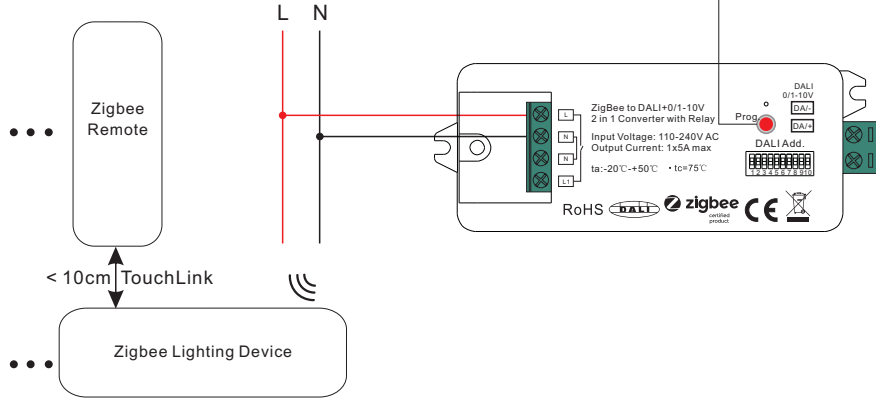 L N
Zigbee
Remote
< 10cm TouchLink
Zigbee Lighting Device
L
N
N
L1
ZigBee to DALI+0/1-10V
2 in 1 Converter with Relay
Input Voltage: 110-240V AC
Output Current: 1x5A max
ta:-20℃-+50℃ • tc=75℃
RoHS DALI zigbee
certified
product
CE
Prog.
DALI
0/1-10V
DA/-
DA/+
DALI Add.
1 2 3 4 5 6 7 8 9 10